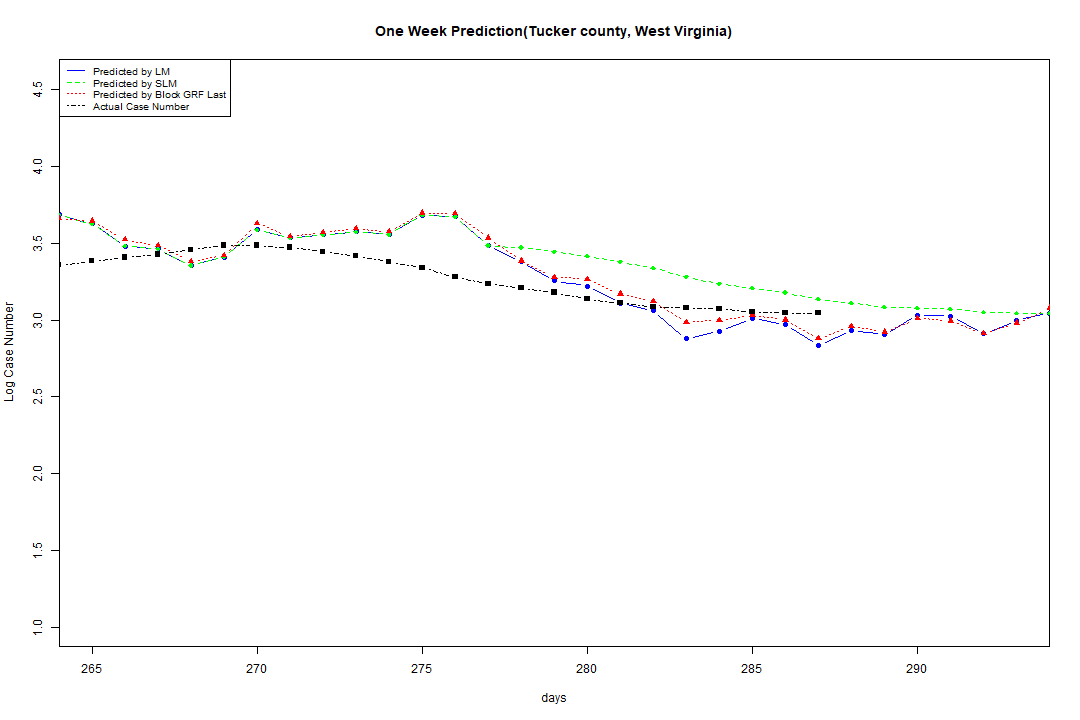 One Week Prediction(Tucker county, West Virginia)
Predicted by LM
Predicted by SLM
Predicted by Block GRF Last
Actual Case Number
4.5
4.0
3.5
3.0
2.5
2.0
1.5
1.0
Log Case Number
265 270 275 280 285 290
days